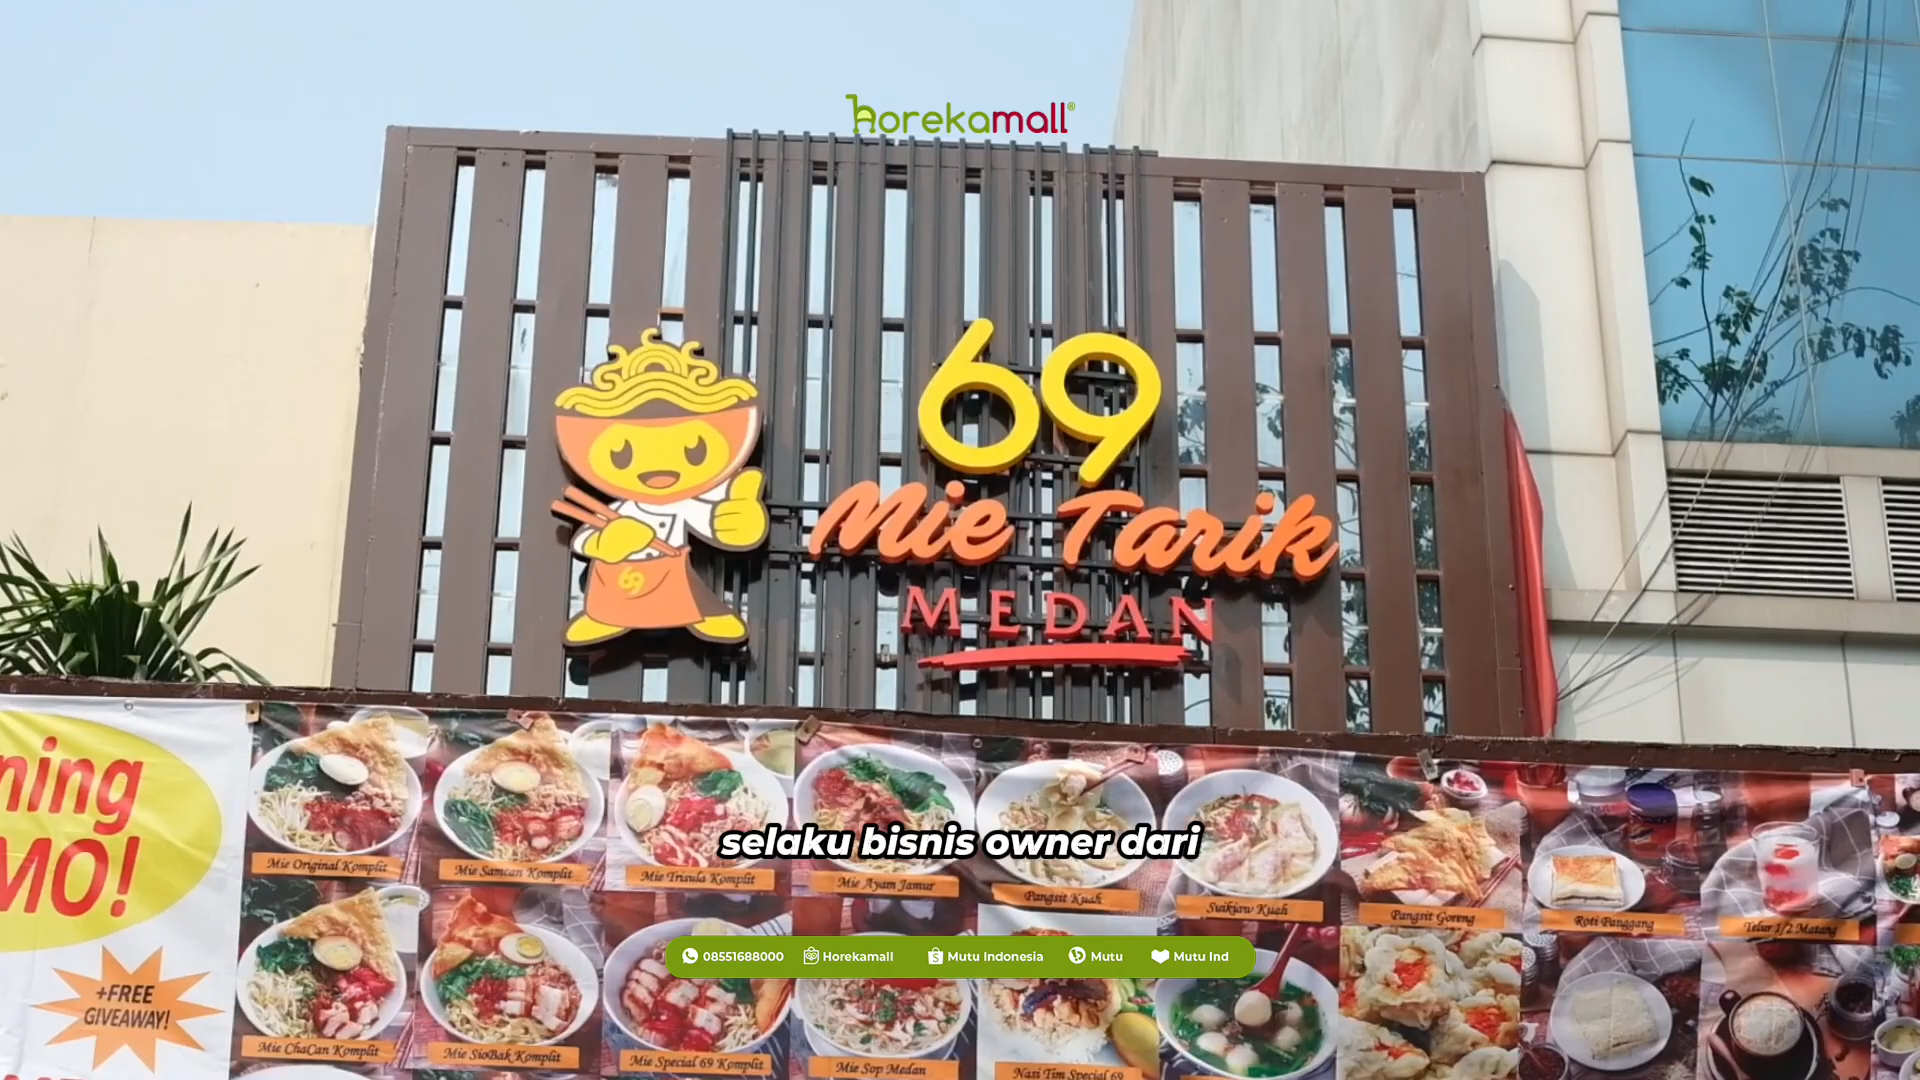 horekamall®
69
Mie Tarik
MEDAN
69
ning
MO!
+FREE
GIVEAWAY!
Mie Original Komplit
Mie Samcan Komplit
Mie Trisula Komplit
Mie Ayam Jamur
Pangsit Kuah
Suikiaw Kuah
Pangsit Goreng
Roti Panggang
Telur 1/2 Matang
selaku bisnis owner dari
08551688000 Horekamall Mutu Indonesia Mutu Mutu Ind
Mie ChaCan Komplit
Mie SioBak Komplit
Mie Special 69 Komplit
Mie Sop Medan
Nasi Tim Special 69